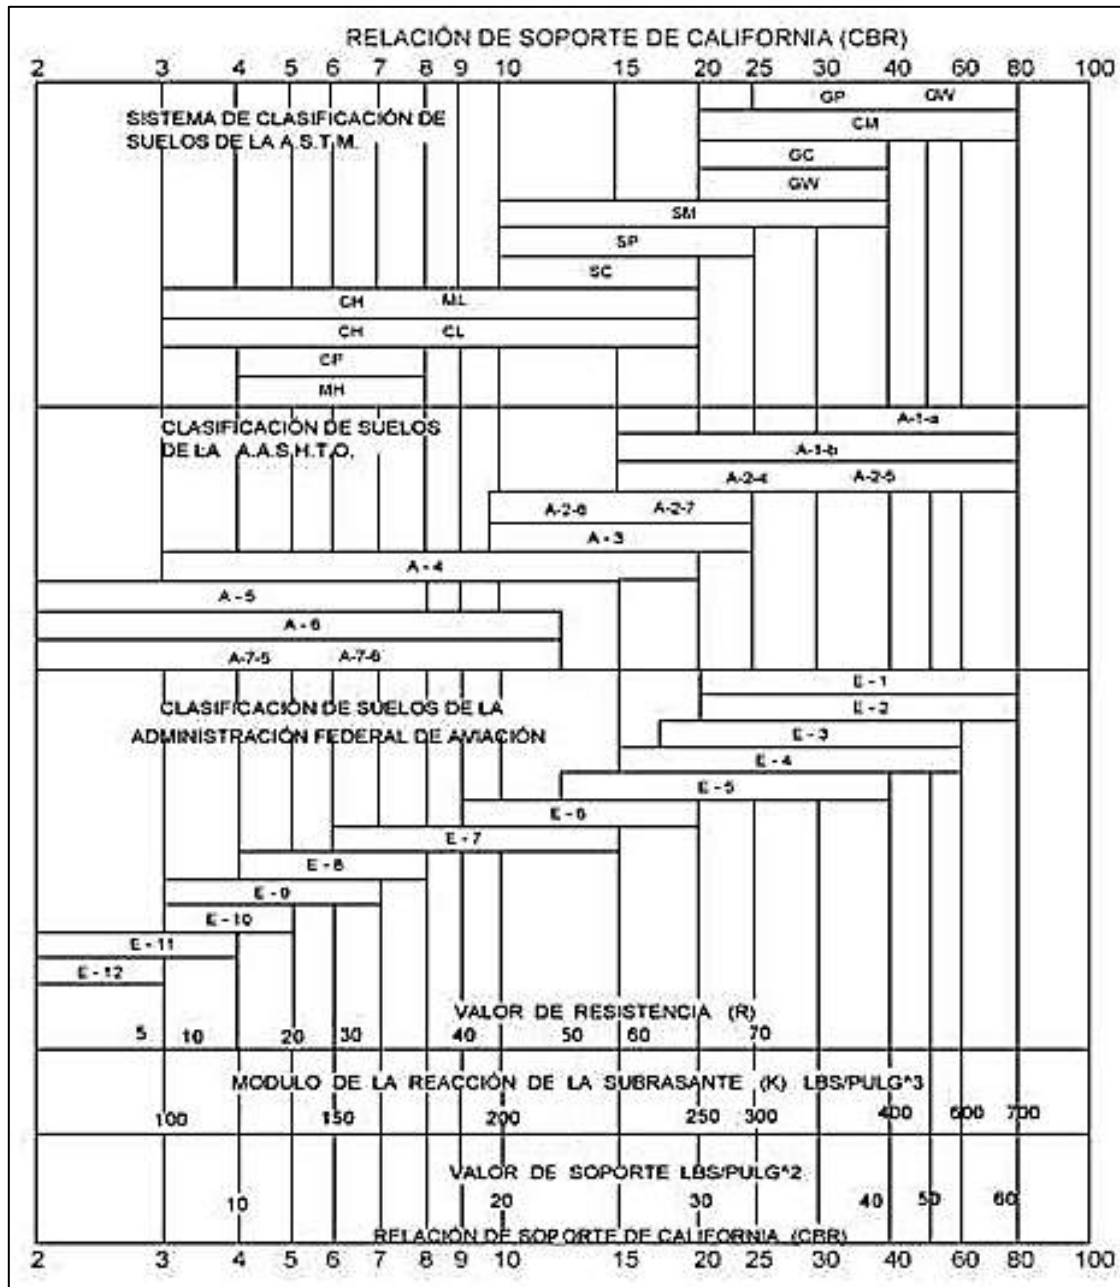 RELACIÓN DE SOPORTE DE CALIFORNIA (CBR)
2 3 4 5 6 7 8 9 10 15 20 25 30 40 60 80 100
GP GW
SISTEMA DE CLASIFICACIÓN DE
SUELOS DE LA A.S.T.M.
CM
GC
GW
SM
SP
SC
CH ML
CH CL
CF
MH
CLASIFICACIÓN DE SUELOS
DE LA A.A.S.H.T.O.
A-1-a
A-1-b
A-2-4 A-2-5
A-2-6 A-2-7
A - 3
A - 4
A - 5
A - 6
A-7-5 A-7-6
CLASIFICACIÓN DE SUELOS DE LA
ADMINISTRACIÓN FEDERAL DE AVIACIÓN
E - 1
E - 2
E - 3
E - 4
E - 5
E - 6
E - 7
E - 8
E - 9
E - 10
E - 11
E - 12
VALOR DE RESISTENCIA (R)
5 10 20 30 40 50 60 70
MODULO DE LA REACCIÓN DE LA SUBRASANTE (K) LBS/PULG^3
100 150 200 250 300 400 600 700
VALOR DE SOPORTE LBS/PULG^2
10 20 30 40 50 60
RELACIÓN DE SOPORTE DE CALIFORNIA (CBR)
2 3 4 5 6 7 8 9 10 15 20 25 30 40 60 80 100